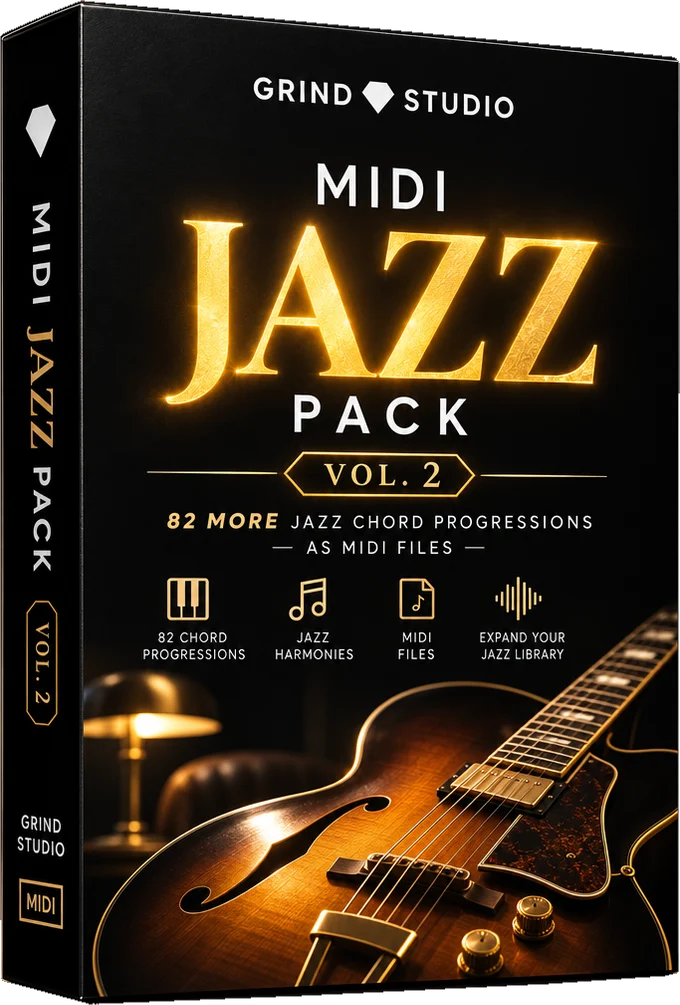 GRIND STUDIO
MIDI
JAZZ
PACK
VOL. 2
82 MORE JAZZ CHORD PROGRESSIONS
— AS MIDI FILES —
82 CHORD
PROGRESSIONS
JAZZ
HARMONIES
MIDI
FILES
EXPAND YOUR
JAZZ LIBRARY
MIDI JAZZ PACK
VOL. 2
GRIND
STUDIO
MIDI